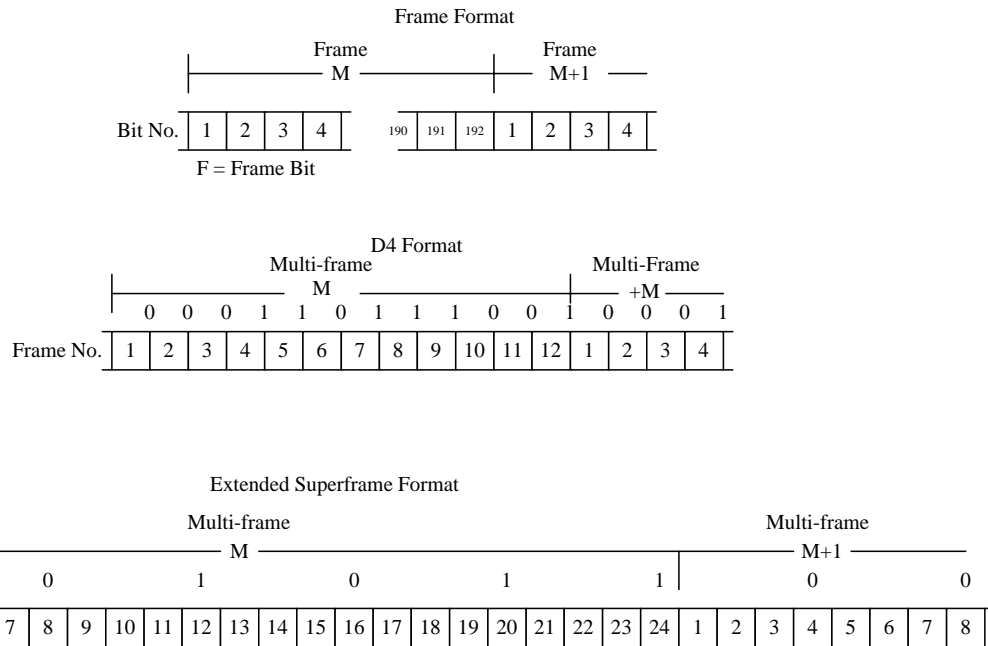 Frame Format
Frame Frame
M M+1
Bit No. 1 2 3 4 190 191 192 1 2 3 4
F = Frame Bit
D4 Format
Multi-frame Multi-Frame
M +M
0 0 0 1 1 0 1 1 1 0 0 1 0 0 0 1
Frame No. 1 2 3 4 5 6 7 8 9 10 11 12 1 2 3 4
Extended Superframe Format
Multi-frame Multi-frame
M M+1
0 1 0 1 1 0 0
7 8 9 10 11 12 13 14 15 16 17 18 19 20 21 22 23 24 1 2 3 4 5 6 7 8